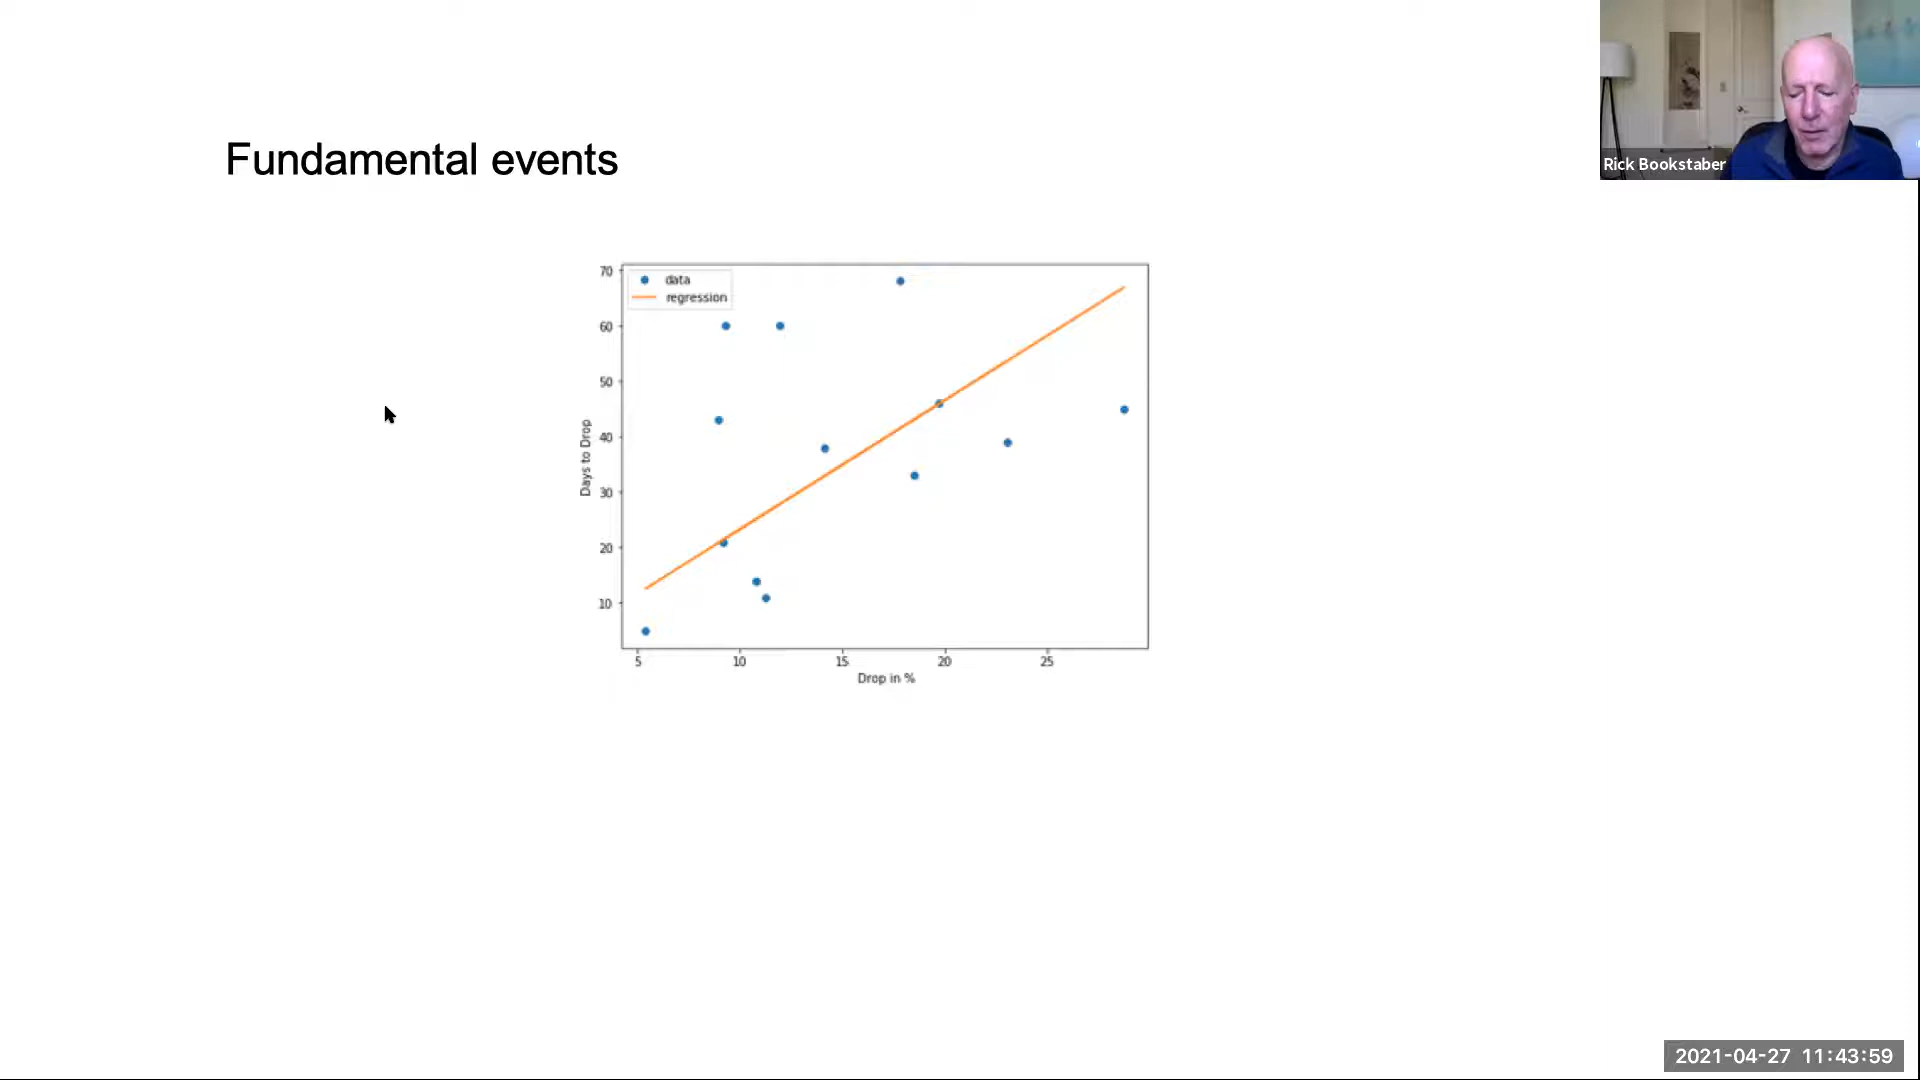 Fundamental events
Rick Bookstaber
data
regression
70
60
50
40
30
20
10
Days to Drop
5 10 15 20 25
Drop in %
2021-04-27 11:43:59